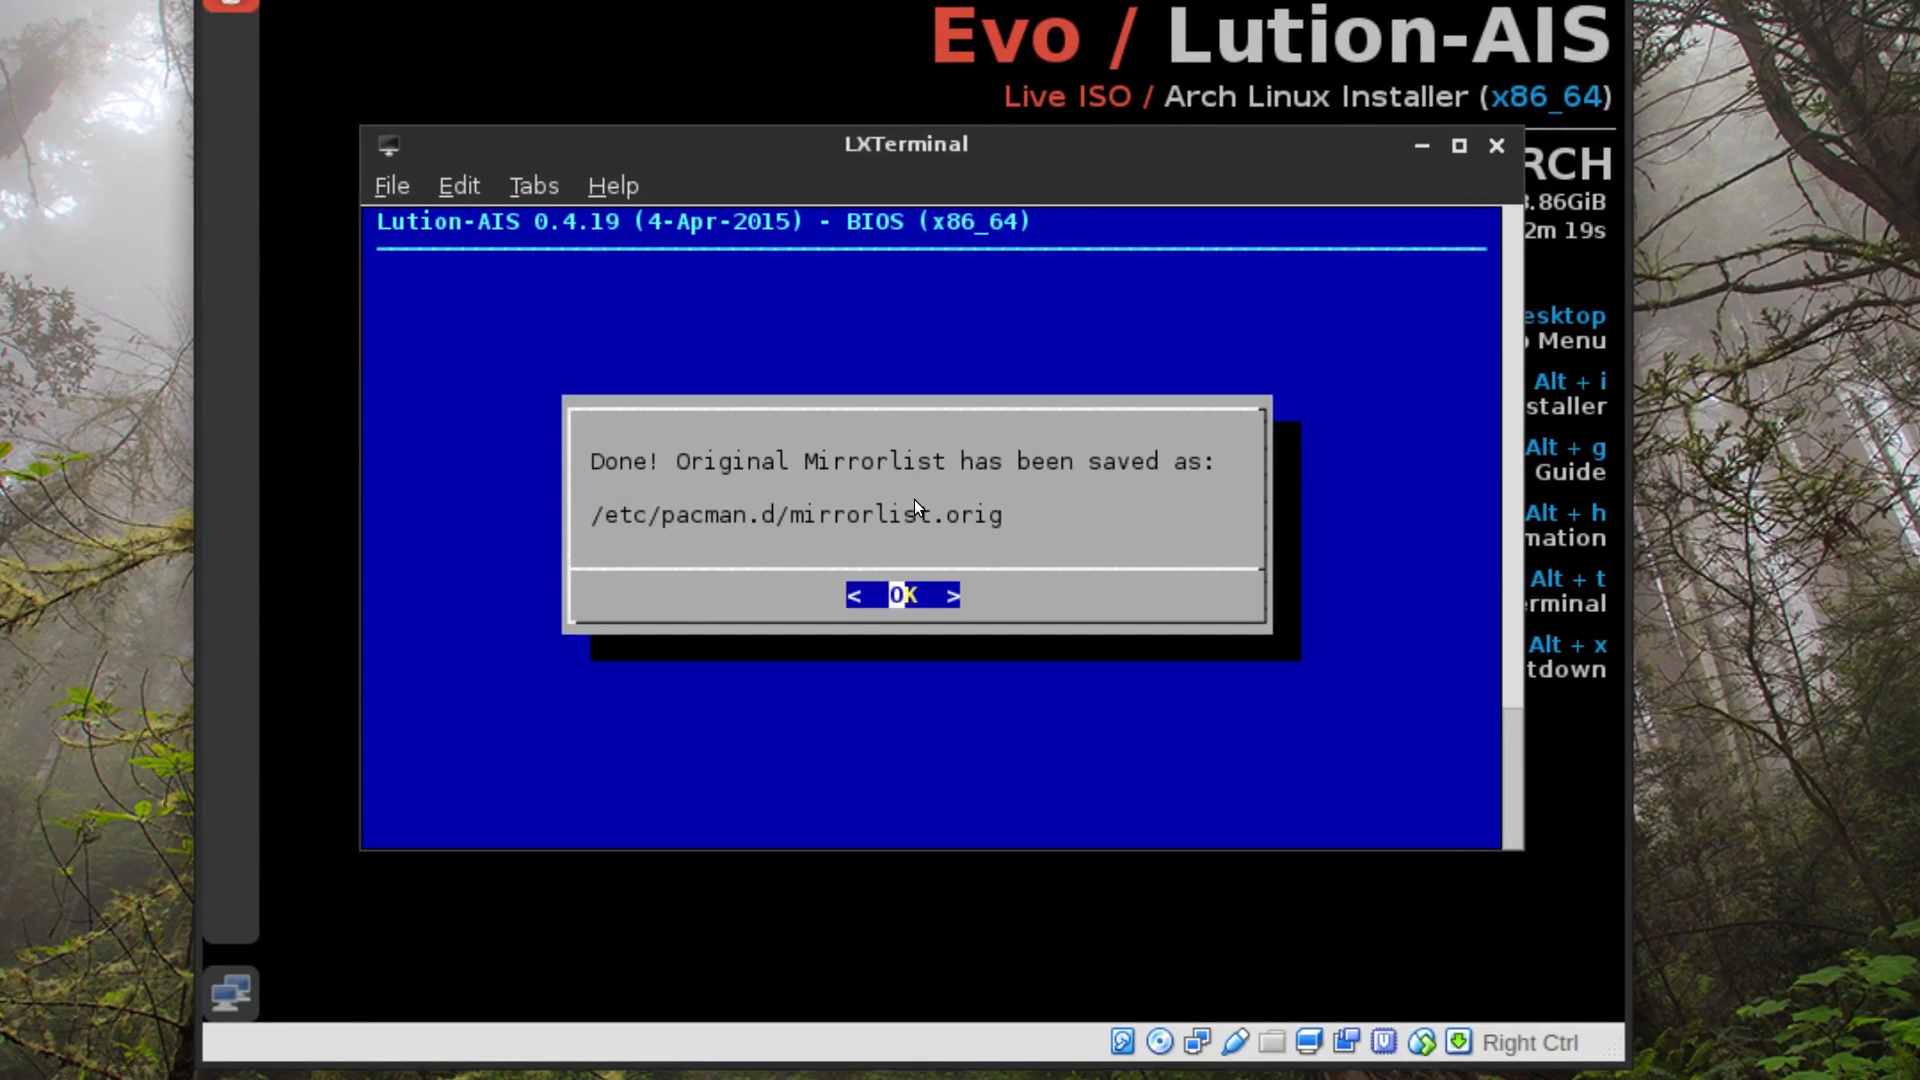 Evo / Lution-AIS
Live ISO / Arch Linux Installer (x86_64)
LXTerminal
File Edit Tabs Help
Lution-AIS 0.4.19 (4-Apr-2015) - BIOS (x86_64)
Done! Original Mirrorlist has been saved as:
/etc/pacman.d/mirrorlist.orig
< OK >
RCH
.86GiB
2m 19s
esktop
Menu
Alt + i
staller
Alt + g
Guide
Alt + h
mation
Alt + t
erminal
Alt + x
tdown
Right Ctrl